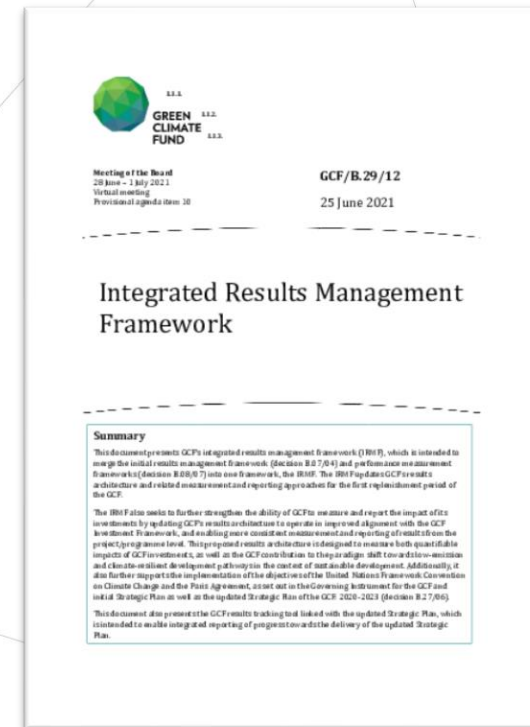 1.1.1.
GREEN 1.1.2.
CLIMATE
FUND 1.1.3.
Meeting of the Board
28 June – 1 July 2021
Virtual meeting
Provisional agenda item 10
GCF/B.29/12
25 June 2021
Integrated Results Management
Framework
Summary
This document presents GCF's integrated results management framework (IRMF), which is intended to
merge the initial results management framework (decision B.07/04) and performance measurement
frameworks (decision B.08/07) into one framework, the IRMF. The IRMF updates GCF's results
architecture and related measurement and reporting approaches for the first replenishment period of
the GCF.
The IRMF also seeks to further strengthen the ability of GCF to measure and report the impact of its
investments by updating GCF's results architecture to operate in improved alignment with the GCF
Investment Framework, and enabling more consistent measurement and reporting of results from the
project/programme level. This proposed results architecture is designed to measure both quantifiable
impacts of GCF investments, as well as the GCF contribution to the paradigm shift towards low-emission
and climate-resilient development pathways in the context of sustainable development. Additionally, it
also further supports the implementation of the objectives of the United Nations Framework Convention
on Climate Change and the Paris Agreement, as set out in the Governing Instrument for the GCF and
initial Strategic Plan as well as the updated Strategic Plan of the GCF: 2020-2023 (decision B.27/06).
This document also presents the GCF results tracking tool linked with the updated Strategic Plan, which
is intended to enable integrated reporting of progress towards the delivery of the updated Strategic
Plan.